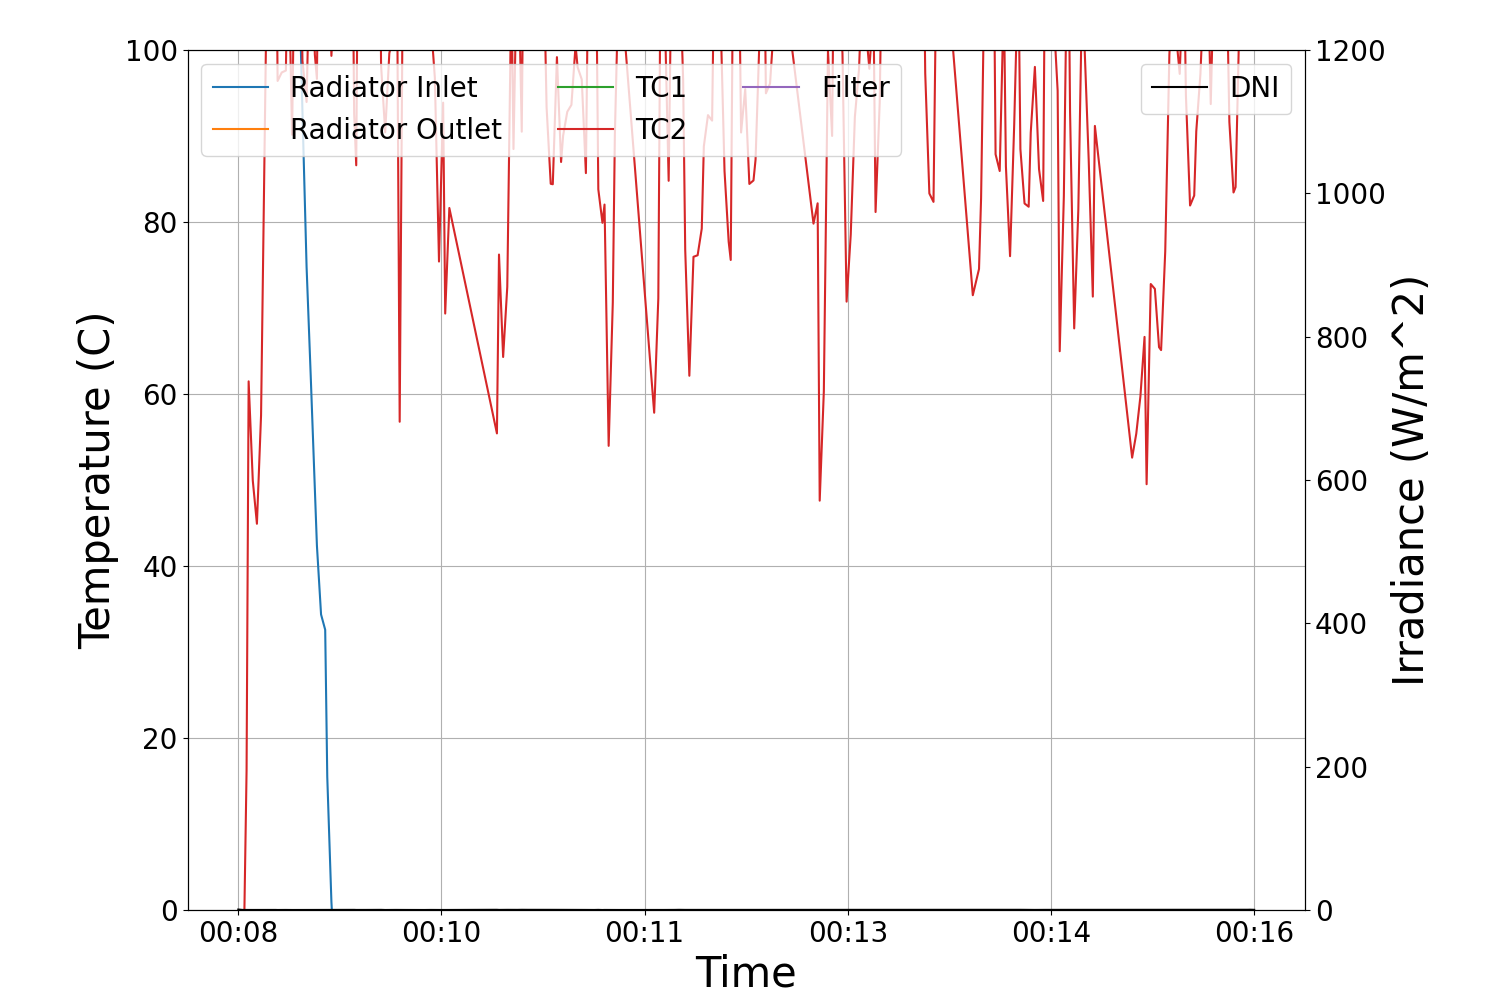 100
80
60
40
20
0
Temperature (C)
Radiator Inlet
Radiator Outlet
TC1
TC2
Filter
DNI
1200
1000
800
600
400
200
0
Irradiance (W/m^2)
00:08 00:10 00:11 00:13 00:14 00:16
Time